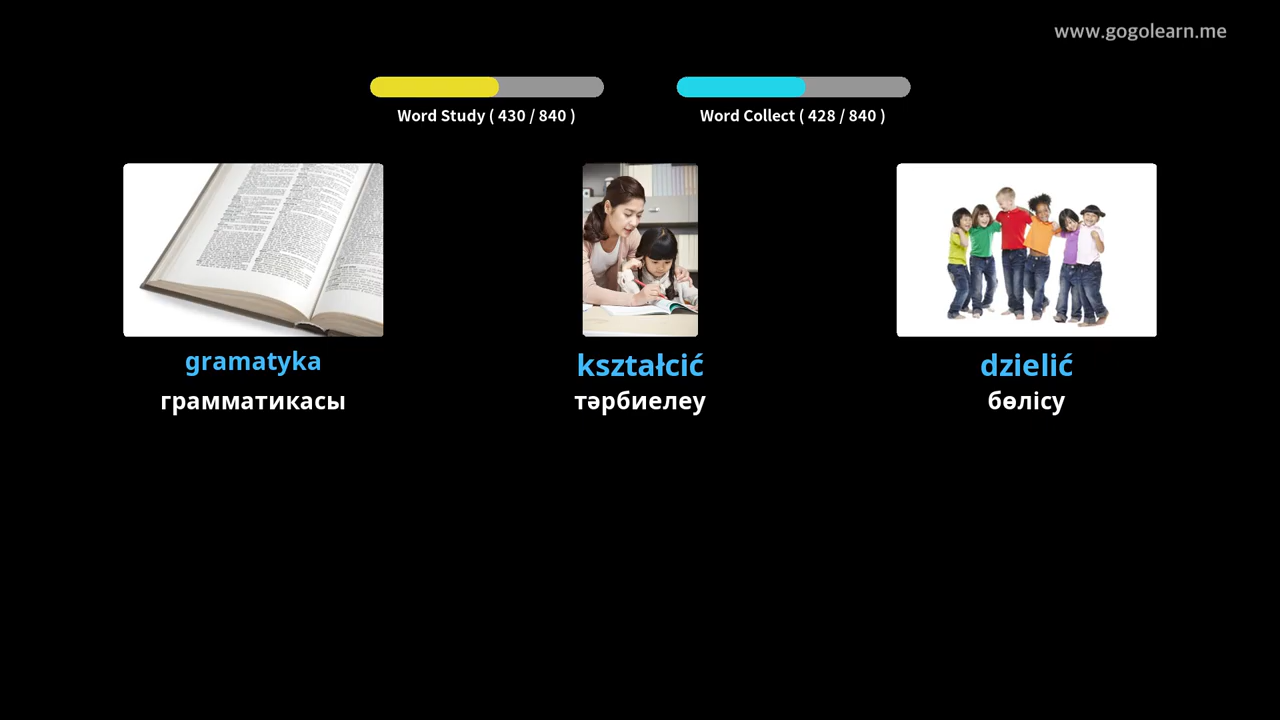 www.gogolearn.me
Word Study ( 430 / 840 )
Word Collect ( 428 / 840 )
gramatyka
kształcić
dzielić
грамматикасы
тәрбиелеу
бөлісу